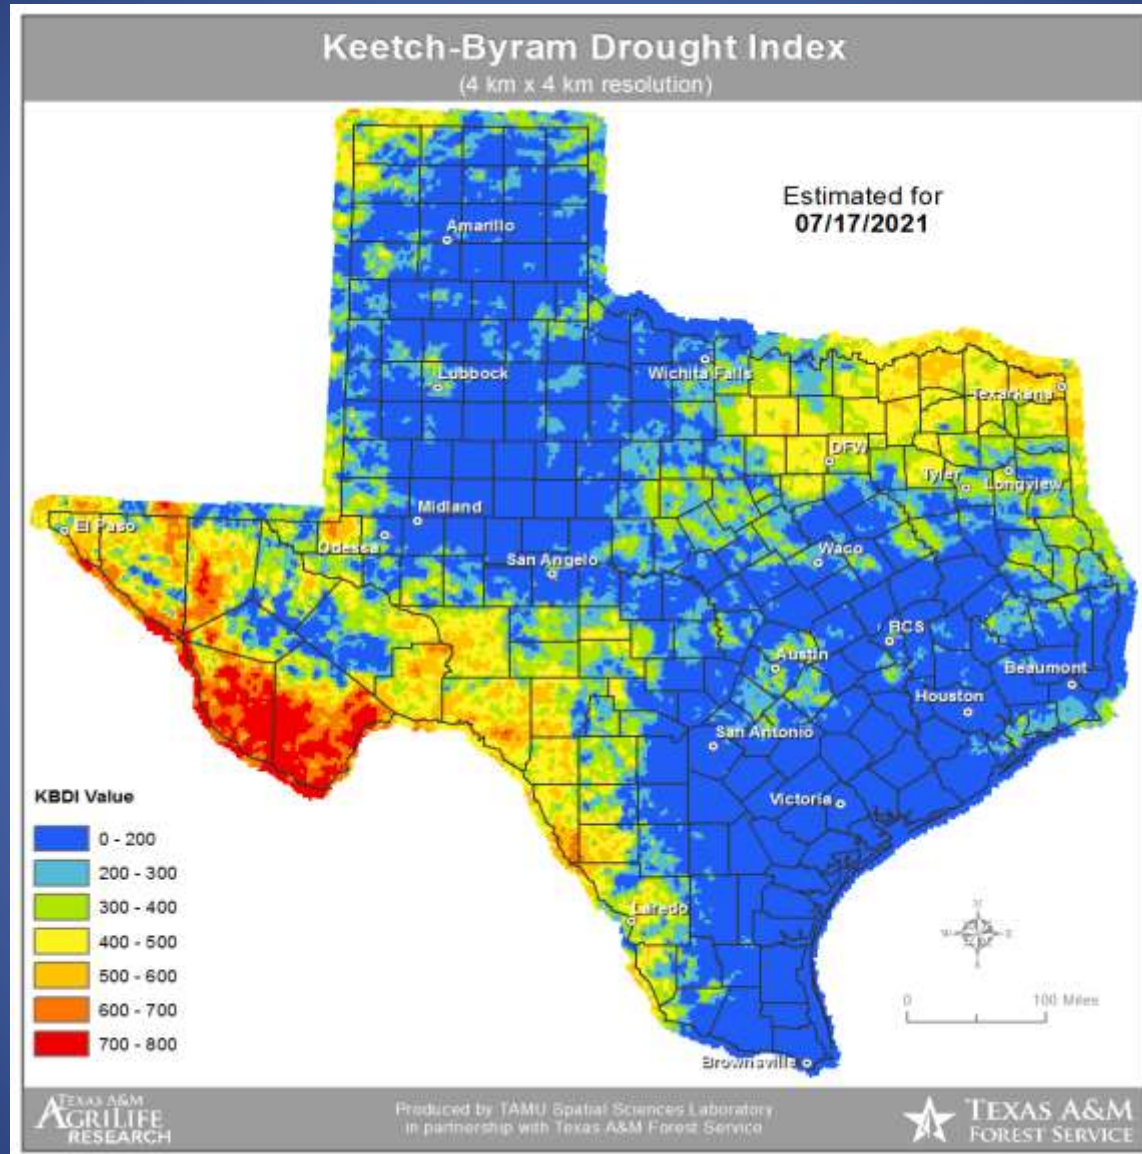 Keetch-Byram Drought Index
(4 km x 4 km resolution)
Estimated for
07/17/2021
Amarillo
Lubbock
Wichita Falls
Texarkana
DFW
Tyler
Longview
El Paso
Midland
Odessa
San Angelo
Waco
BCS
Austin
Beaumont
Houston
San Antonio
Victoria
Laredo
Brownsville
KBDI Value
0 - 200
200 - 300
300 - 400
400 - 500
500 - 600
600 - 700
700 - 800
N
W
E
S
0
100 Miles
TEXAS A&M
AGRILIFE
RESEARCH
Produced by TAMU Spatial Sciences Laboratory
in partnership with Texas A&M Forest Service
TEXAS A&M
FOREST SERVICE